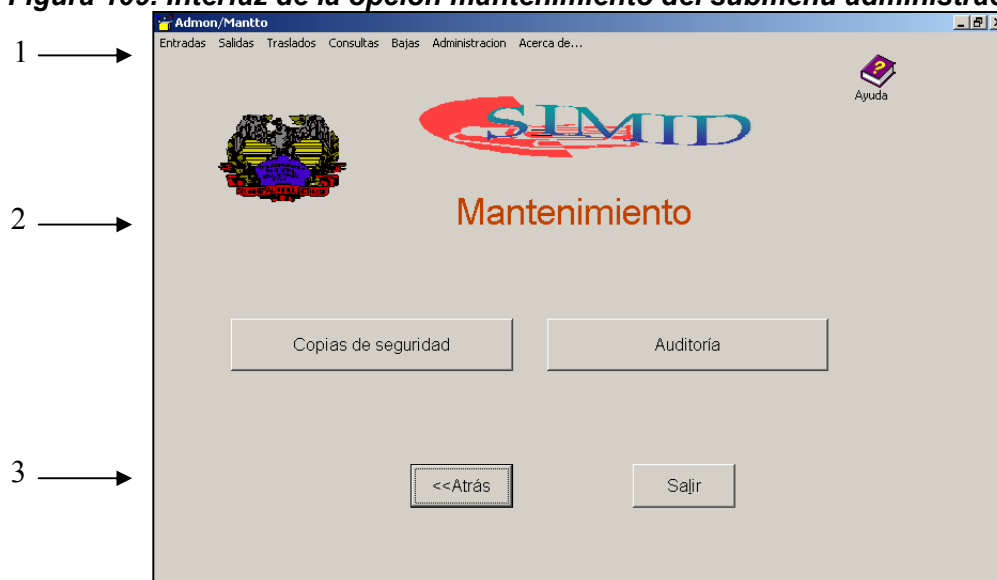 Figura 109. Interfaz de la opción mantenimiento del submenú administrac
Admon/Mantto
1
Entradas Salidas Traslados Consultas Bajas Administracion Acerca de...
Ayuda
SIMID
2
Mantenimiento
Copias de seguridad Auditoría
3
<<Atrás Salir